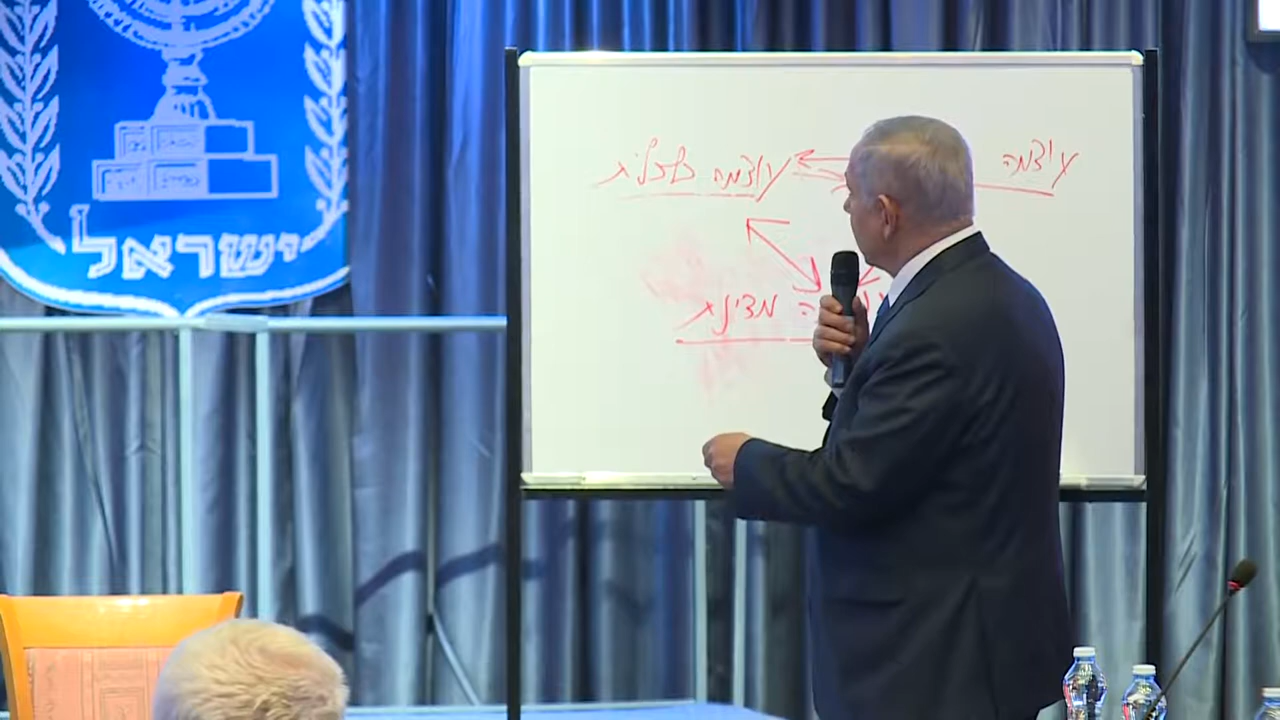 עוצמה
עוצמה כלכלית
מדינית
ישראל